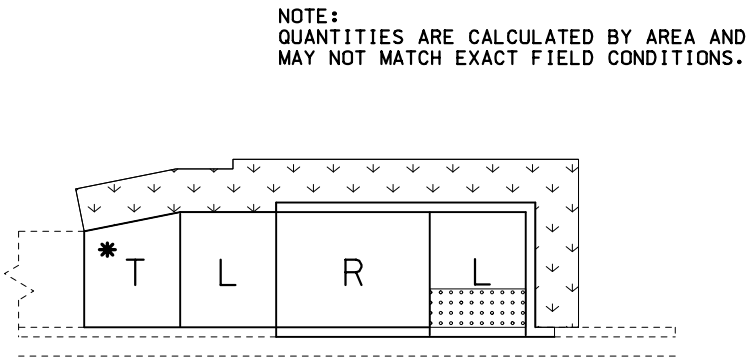 NOTE:
QUANTITIES ARE CALCULATED BY AREA AND
MAY NOT MATCH EXACT FIELD CONDITIONS.
* T L R L